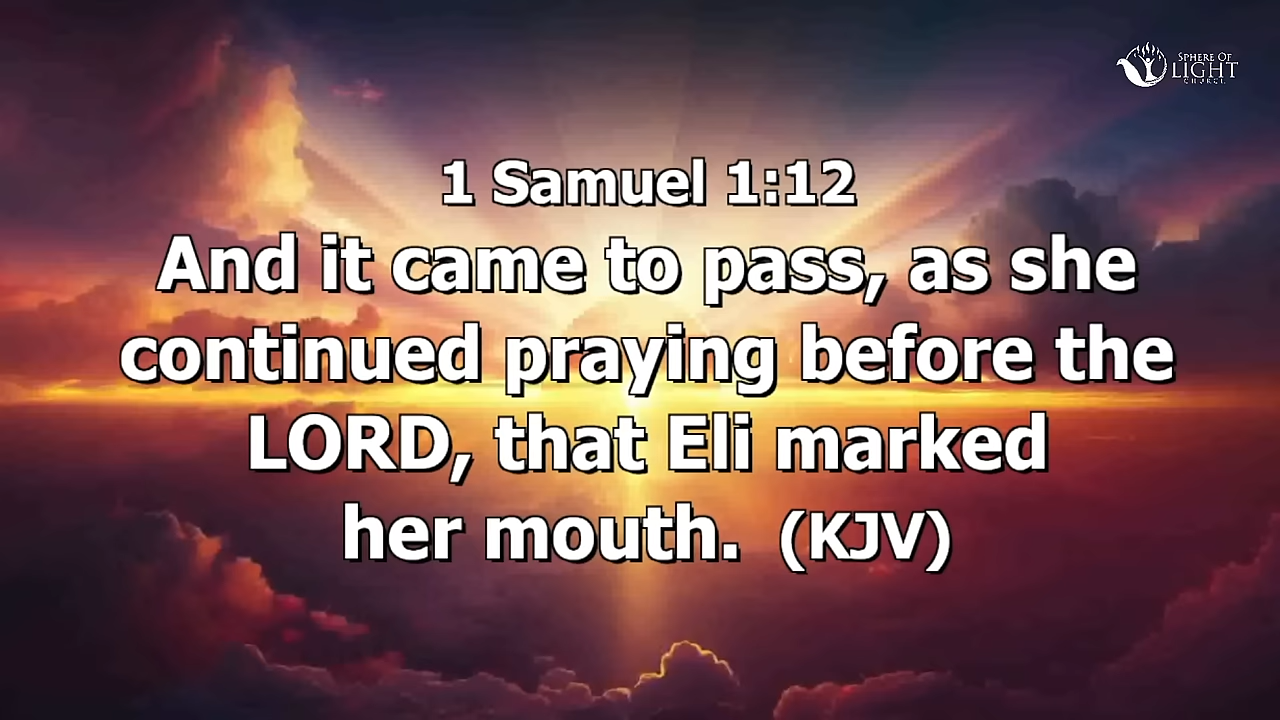 SPHERE OF
LIGHT
CHURCH
1 Samuel 1:12
And it came to pass, as she
continued praying before the
LORD, that Eli marked
her mouth. (KJV)